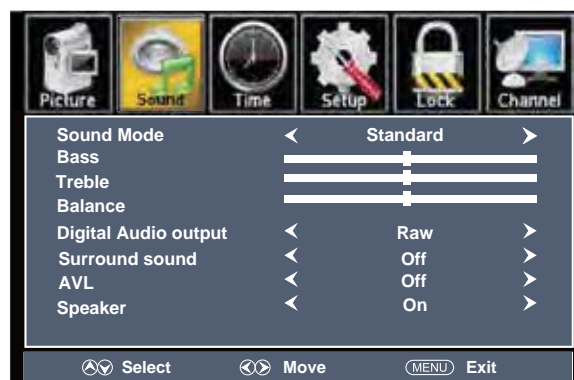 Picture Sound Time Setup Lock Channel
Sound Mode Standard
Bass
Treble
Balance
Digital Audio output Raw
Surround sound Off
AVL Off
Speaker On
Select Move MENU Exit